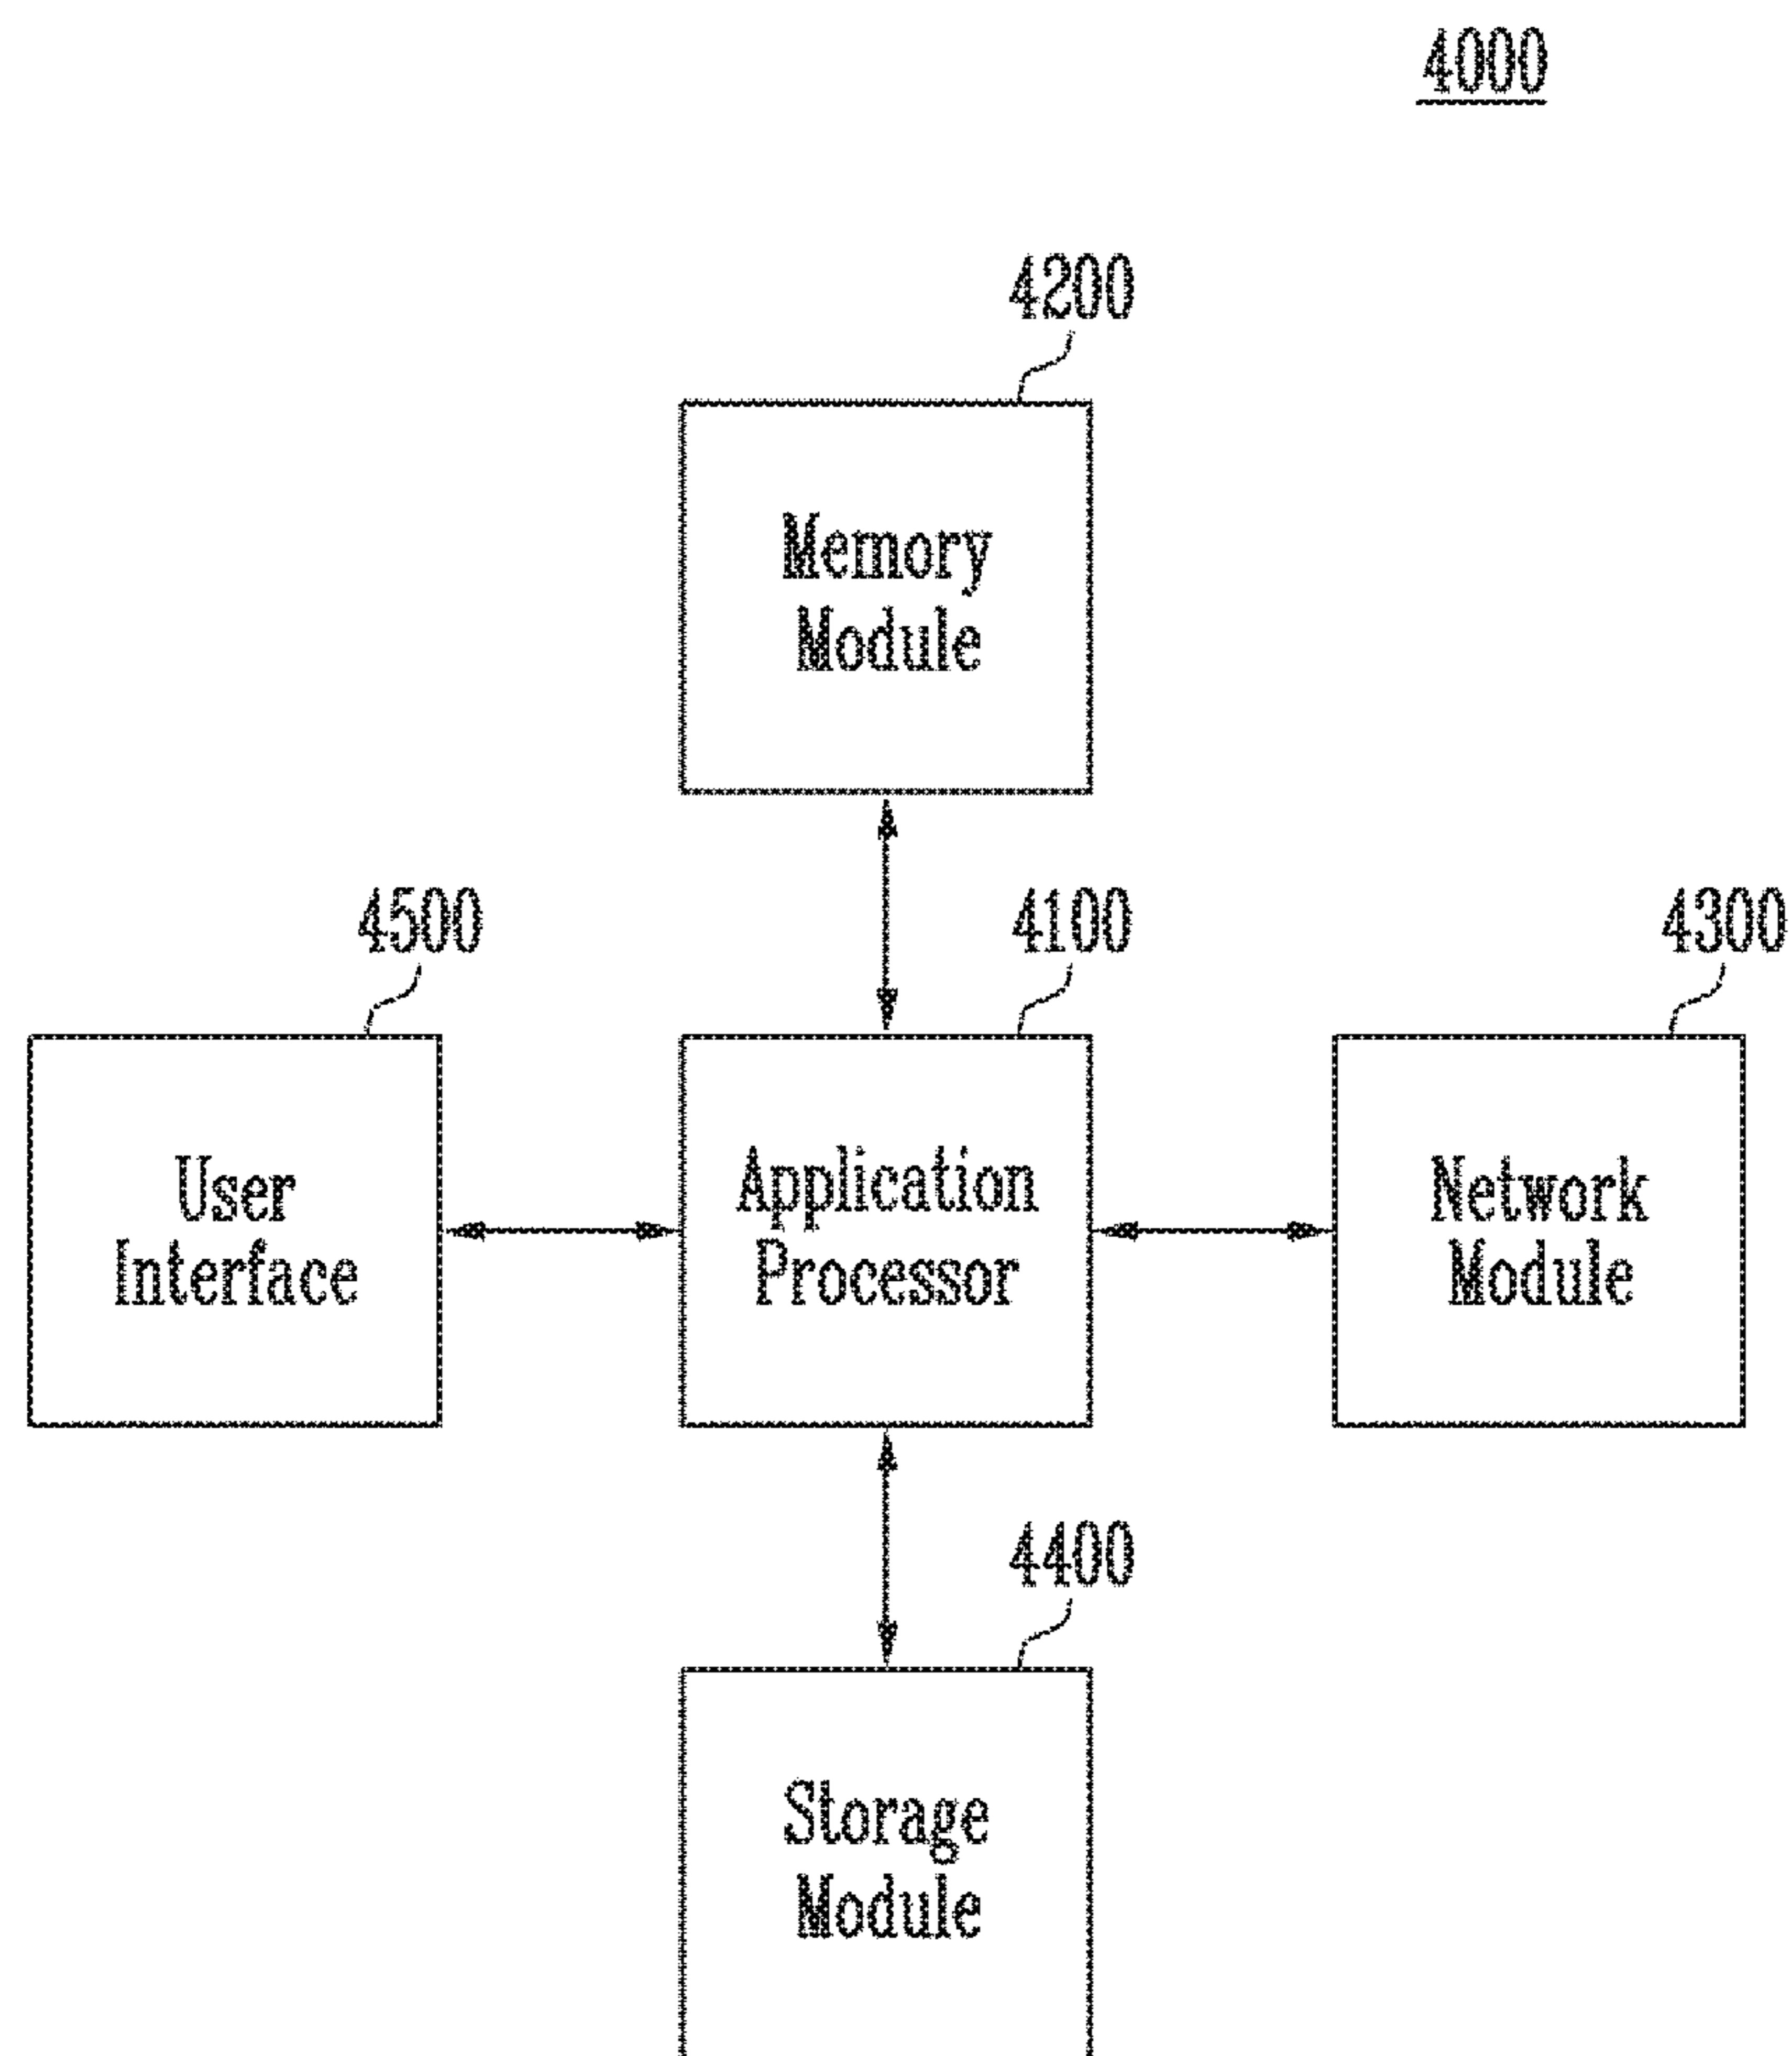 4000
4200
Memory
Module
4500
4100
4300
User
Interface
Application
Processor
Network
Module
4400
Storage
Module